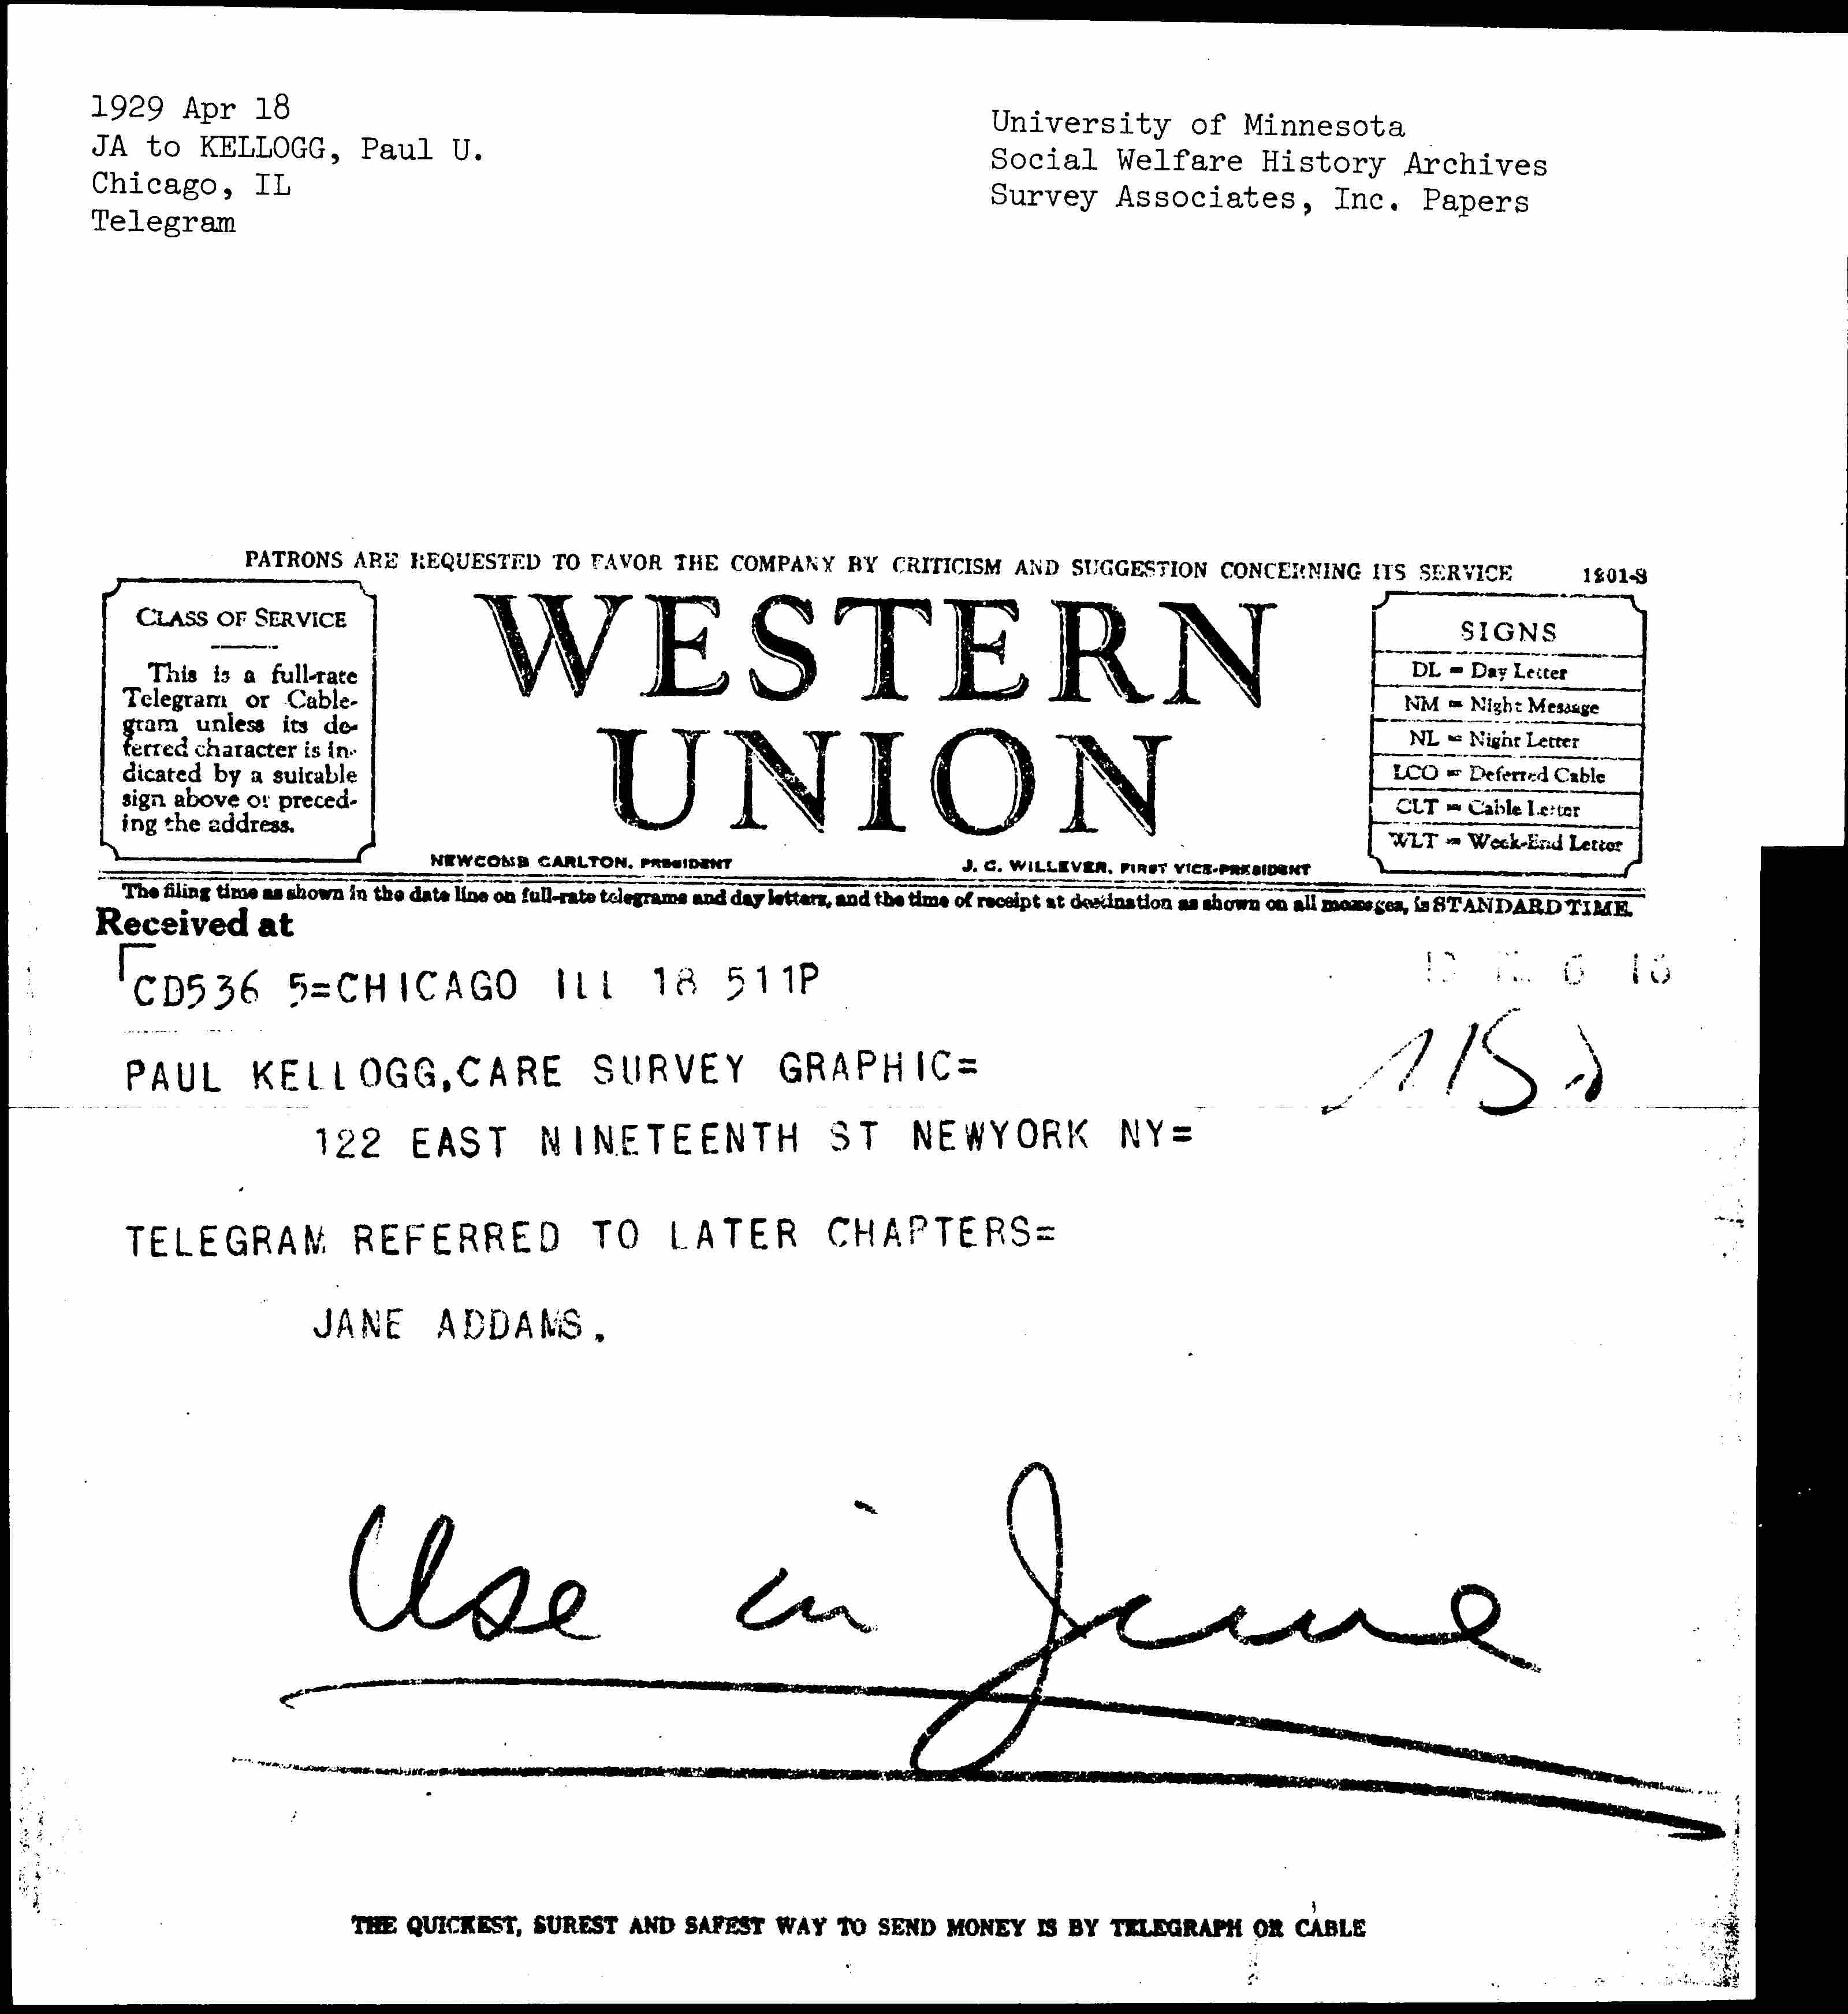 1929 Apr 18
JA to KELLOGG, Paul U.
Chicago, IL
Telegram
University of Minnesota
Social Welfare History Archives
Survey Associates, Inc. Papers
PATRONS ARE REQUESTED TO FAVOR THE COMPANY BY CRITICISM AND SUGGESTION CONCERNING ITS SERVICE
CLASS OF SERVICE
This is a full-rate
Telegram or Cable-
gram unless its de-
ferred character is in-
dicated by a suitable
sign above or preced-
ing the address.
WESTERN
UNION
NEWCOMB CARLTON, PRESIDENT
J. C. WILLEVER, FIRST VICE-PRESIDENT
SIGNS
DL = Day Letter
NM = Night Message
NL = Night Letter
LCO = Deferred Cable
CLT = Cable Letter
WLT = Week-End Letter
The filing time as shown in the date line on full-rate telegrams and day letters, and the time of receipt at destination as shown on all messages, is STANDARD TIME.
Received at
CD536 5=CHICAGO ILL 18 511P
PAUL KELLOGG,CARE SURVEY GRAPHIC=
122 EAST NINETEENTH ST NEWYORK NY=
TELEGRAM REFERRED TO LATER CHAPTERS=
JANE ADDAMS.
Use in June
THE QUICKEST, SUREST AND SAFEST WAY TO SEND MONEY IS BY TELEGRAPH OR CABLE